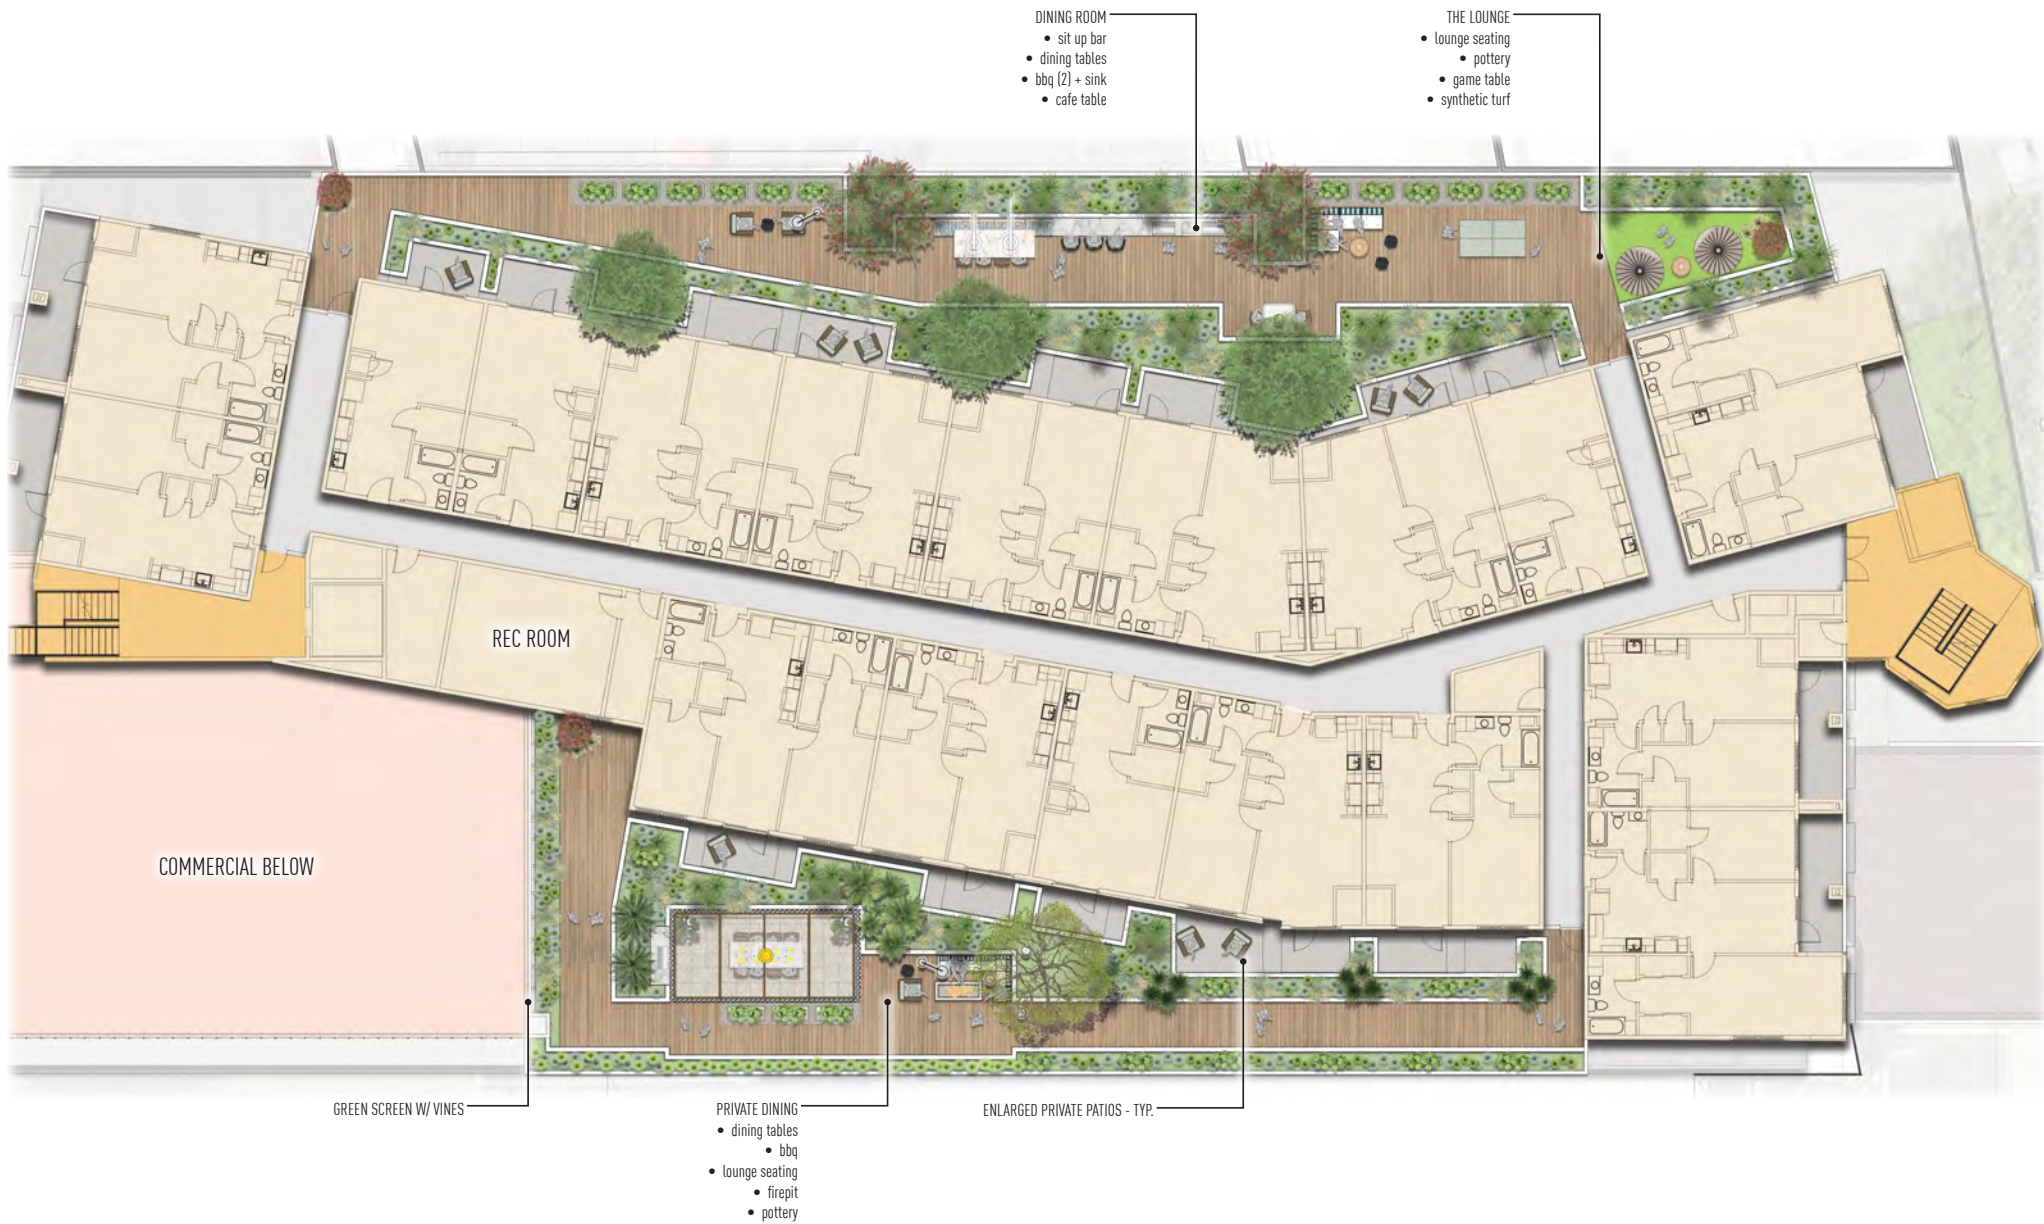 DINING ROOM
• sit up bar
• dining tables
• bbq (2) + sink
• cafe table
THE LOUNGE
• lounge seating
• pottery
• game table
• synthetic turf
REC ROOM
COMMERCIAL BELOW
GREEN SCREEN W/ VINES
PRIVATE DINING
• dining tables
• bbq
• lounge seating
• firepit
• pottery
ENLARGED PRIVATE PATIOS - TYP.